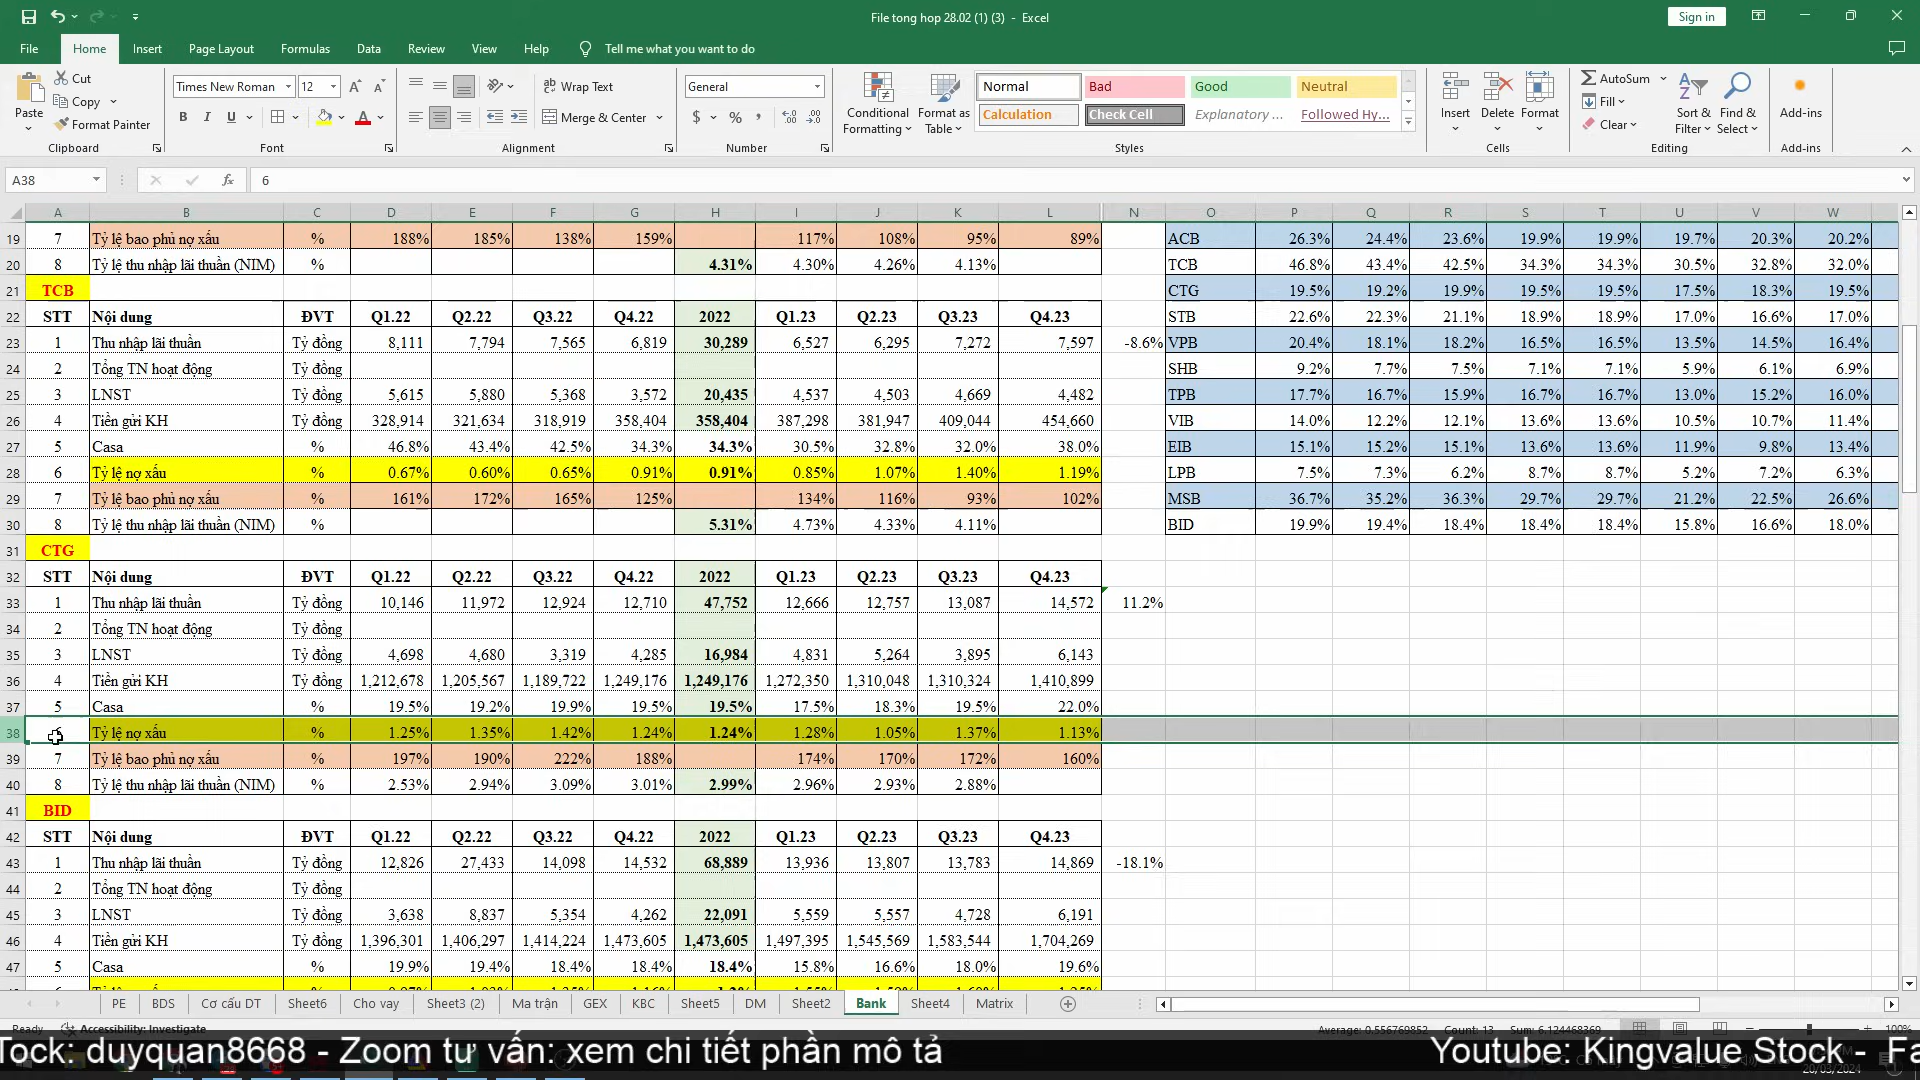 File tong hop 28.02 (1) (3) - Excel
Sign in
File Home Insert Page Layout Formulas Data Review View Help Tell me what you want to do
Paste Cut Copy Format Painter
Times New Roman 12
Wrap Text
Merge & Center
General
Conditional Formatting Format as Table
Normal Bad Good Neutral
Calculation Check Cell Explanatory ... Followed Hy...
Insert Delete Format
AutoSum Fill Clear
Sort & Filter Find & Select
Add-ins
Clipboard Font Alignment Number Styles Cells Editing Add-ins
A38 fx 6
A B C D E F G H I J K L N O P Q R S T U V W
19 7 Tỷ lệ bao phủ nợ xấu % 188% 185% 138% 159% 117% 108% 95% 89% ACB 26.3% 24.4% 23.6% 19.9% 19.9% 19.7% 20.3% 20.2%
20 8 Tỷ lệ thu nhập lãi thuần (NIM) % 4.31% 4.30% 4.26% 4.13% TCB 46.8% 43.4% 42.5% 34.3% 34.3% 30.5% 32.8% 32.0%
21 TCB CTG 19.5% 19.2% 19.9% 19.5% 19.5% 17.5% 18.3% 19.5%
22 STT Nội dung ĐVT Q1.22 Q2.22 Q3.22 Q4.22 2022 Q1.23 Q2.23 Q3.23 Q4.23 STB 22.6% 22.3% 21.1% 18.9% 18.9% 17.0% 16.6% 17.0%
23 1 Thu nhập lãi thuần Tỷ đồng 8,111 7,794 7,565 6,819 30,289 6,527 6,295 7,272 7,597 -8.6% VPB 20.4% 18.1% 18.2% 16.5% 16.5% 13.5% 14.5% 16.4%
24 2 Tổng TN hoạt động Tỷ đồng SHB 9.2% 7.7% 7.5% 7.1% 7.1% 5.9% 6.1% 6.9%
25 3 LNST Tỷ đồng 5,615 5,880 5,368 3,572 20,435 4,537 4,503 4,669 4,482 TPB 17.7% 16.7% 15.9% 16.7% 16.7% 13.0% 15.2% 16.0%
26 4 Tiền gửi KH Tỷ đồng 328,914 321,634 318,919 358,404 358,404 387,298 381,947 409,044 454,660 VIB 14.0% 12.2% 12.1% 13.6% 13.6% 10.5% 10.7% 11.4%
27 5 Casa % 46.8% 43.4% 42.5% 34.3% 34.3% 30.5% 32.8% 32.0% 38.0% EIB 15.1% 15.2% 15.1% 13.6% 13.6% 11.9% 9.8% 13.4%
28 6 Tỷ lệ nợ xấu % 0.67% 0.60% 0.65% 0.91% 0.91% 0.85% 1.07% 1.40% 1.19% LPB 7.5% 7.3% 6.2% 8.7% 8.7% 5.2% 7.2% 6.3%
29 7 Tỷ lệ bao phủ nợ xấu % 161% 172% 165% 125% 134% 116% 93% 102% MSB 36.7% 35.2% 36.3% 29.7% 29.7% 21.2% 22.5% 26.6%
30 8 Tỷ lệ thu nhập lãi thuần (NIM) % 5.31% 4.73% 4.33% 4.11% BID 19.9% 19.4% 18.4% 18.4% 18.4% 15.8% 16.6% 18.0%
31 CTG
32 STT Nội dung ĐVT Q1.22 Q2.22 Q3.22 Q4.22 2022 Q1.23 Q2.23 Q3.23 Q4.23
33 1 Thu nhập lãi thuần Tỷ đồng 10,146 11,972 12,924 12,710 47,752 12,666 12,757 13,087 14,572 11.2%
34 2 Tổng TN hoạt động Tỷ đồng
35 3 LNST Tỷ đồng 4,698 4,680 3,319 4,285 16,984 4,831 5,264 3,895 6,143
36 4 Tiền gửi KH Tỷ đồng 1,212,678 1,205,567 1,189,722 1,249,176 1,249,176 1,272,350 1,310,048 1,310,324 1,410,899
37 5 Casa % 19.5% 19.2% 19.9% 19.5% 19.5% 17.5% 18.3% 19.5% 22.0%
38 Tỷ lệ nợ xấu % 1.25% 1.35% 1.42% 1.24% 1.24% 1.28% 1.05% 1.37% 1.13%
39 7 Tỷ lệ bao phủ nợ xấu % 197% 190% 222% 188% 174% 170% 172% 160%
40 8 Tỷ lệ thu nhập lãi thuần (NIM) % 2.53% 2.94% 3.09% 3.01% 2.99% 2.96% 2.93% 2.88%
41 BID
42 STT Nội dung ĐVT Q1.22 Q2.22 Q3.22 Q4.22 2022 Q1.23 Q2.23 Q3.23 Q4.23
43 1 Thu nhập lãi thuần Tỷ đồng 12,826 27,433 14,098 14,532 68,889 13,936 13,807 13,783 14,869 -18.1%
44 2 Tổng TN hoạt động Tỷ đồng
45 3 LNST Tỷ đồng 3,638 8,837 5,354 4,262 22,091 5,559 5,557 4,728 6,191
46 4 Tiền gửi KH Tỷ đồng 1,396,301 1,406,297 1,414,224 1,473,605 1,473,605 1,497,395 1,545,569 1,583,544 1,704,269
47 5 Casa % 19.9% 19.4% 18.4% 18.4% 18.4% 15.8% 16.6% 18.0% 19.6%
PE BDS Cơ cấu DT Sheet6 Cho vay Sheet3 (2) Ma trận GEX KBC Sheet5 DM Sheet2 Bank Sheet4 Matrix
Ready Accessibility: Investigate Average: 0.556769852 Count: 13 Sum: 6.124468369 100%
Tock: duyquan8668 - Zoom tư vấn: xem chi tiết phần mô tả Youtube: Kingvalue Stock - Fa
20/03/2024